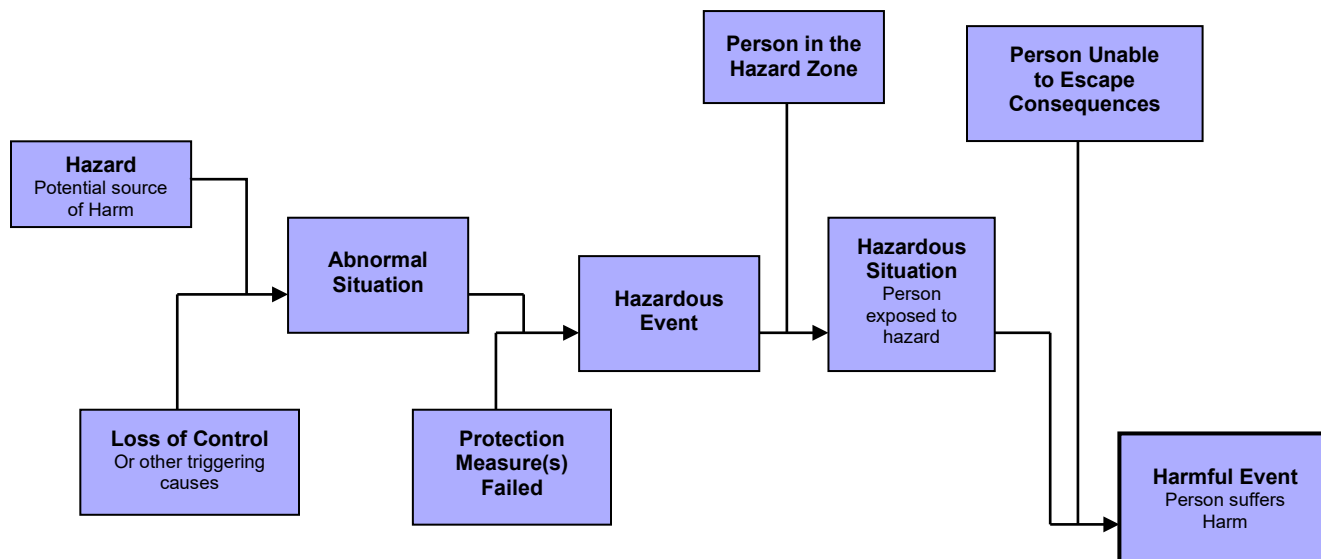 Person in the
Hazard Zone
Person Unable
to Escape
Consequences
Hazard
Potential source
of Harm
Abnormal
Situation
Hazardous
Event
Hazardous
Situation
Person
exposed to
hazard
Loss of Control
Or other triggering
causes
Protection
Measure(s)
Failed
Harmful Event
Person suffers
Harm